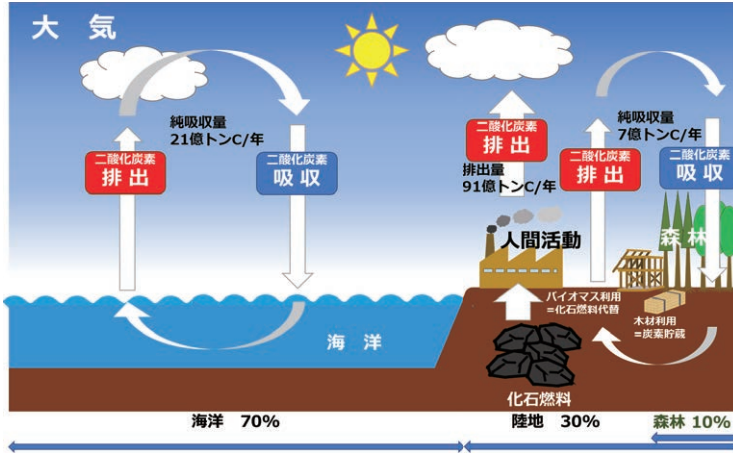 大　気
純吸収量
21億トンC/年
二酸化炭素
排 出
二酸化炭素
吸 収
二酸化炭素
排 出
排出量
91億トンC/年
純吸収量
7億トンC/年
二酸化炭素
排 出
二酸化炭素
吸 収
人間活動
森 林
バイオマス利用
=化石燃料代替
木材利用
=炭素貯蔵
海　洋
化石燃料
海洋　70%
陸地　30%
森林 10%